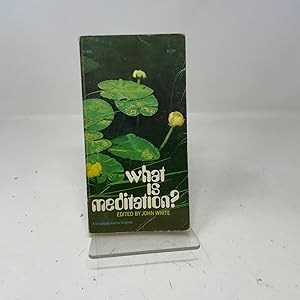 what
is
meditation?
EDITED BY JOHN WHITE